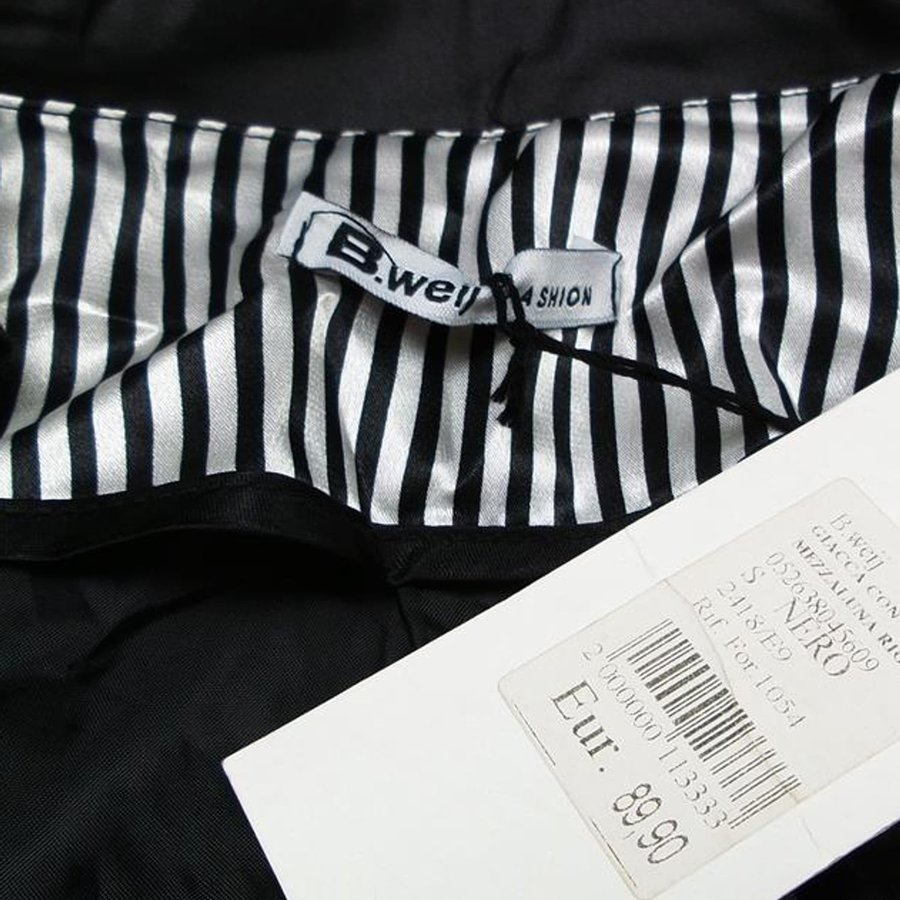 B.weij FASHION
B.weij
GIACCA CON
MEZZALUNA RIG
052638045609
S NERO
2418/E9
Rif. For. 1054
2 000000 113333
Eur. 89,90